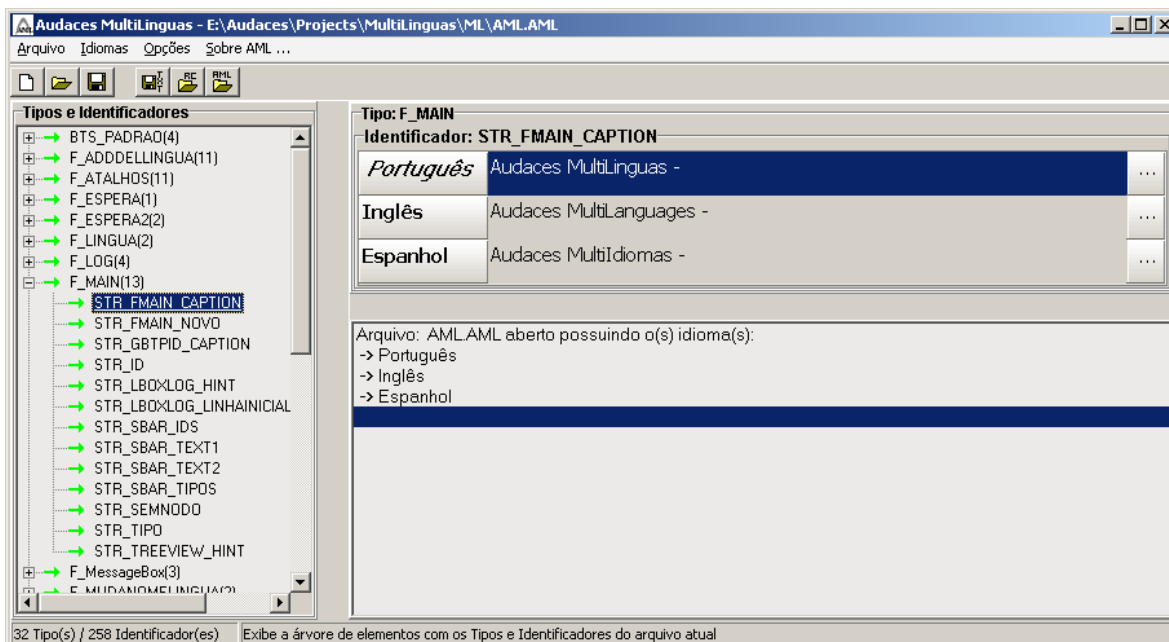 Audaces MultiLinguas - E:\Audaces\Projects\MultiLinguas\ML\AML.AML
Arquivo Idiomas Opções Sobre AML ...
RC AML
Tipos e Identificadores
BTS_PADRAO(4)
F_ADDDELLINGUA(11)
F_ATALHOS(11)
F_ESPERA(1)
F_ESPERA2(2)
F_LINGUA(2)
F_LOG(4)
F_MAIN(13)
STR_FMAIN_CAPTION
STR_FMAIN_NOVO
STR_GBTPID_CAPTION
STR_ID
STR_LBOXLOG_HINT
STR_LBOXLOG_LINHAINICIAL
STR_SBAR_IDS
STR_SBAR_TEXT1
STR_SBAR_TEXT2
STR_SBAR_TIPOS
STR_SEMNODO
STR_TIPO
STR_TREEVIEW_HINT
F_MessageBox(3)
F_MUDANOMELINGUA(2)
Tipo: F_MAIN
Identificador: STR_FMAIN_CAPTION
Português Audaces MultiLinguas - ...
Inglês Audaces MultiLanguages - ...
Espanhol Audaces MultiIdiomas - ...
Arquivo: AML.AML aberto possuindo o(s) idioma(s):
-> Português
-> Inglês
-> Espanhol
32 Tipo(s) / 258 Identificador(es) Exibe a árvore de elementos com os Tipos e Identificadores do arquivo atual